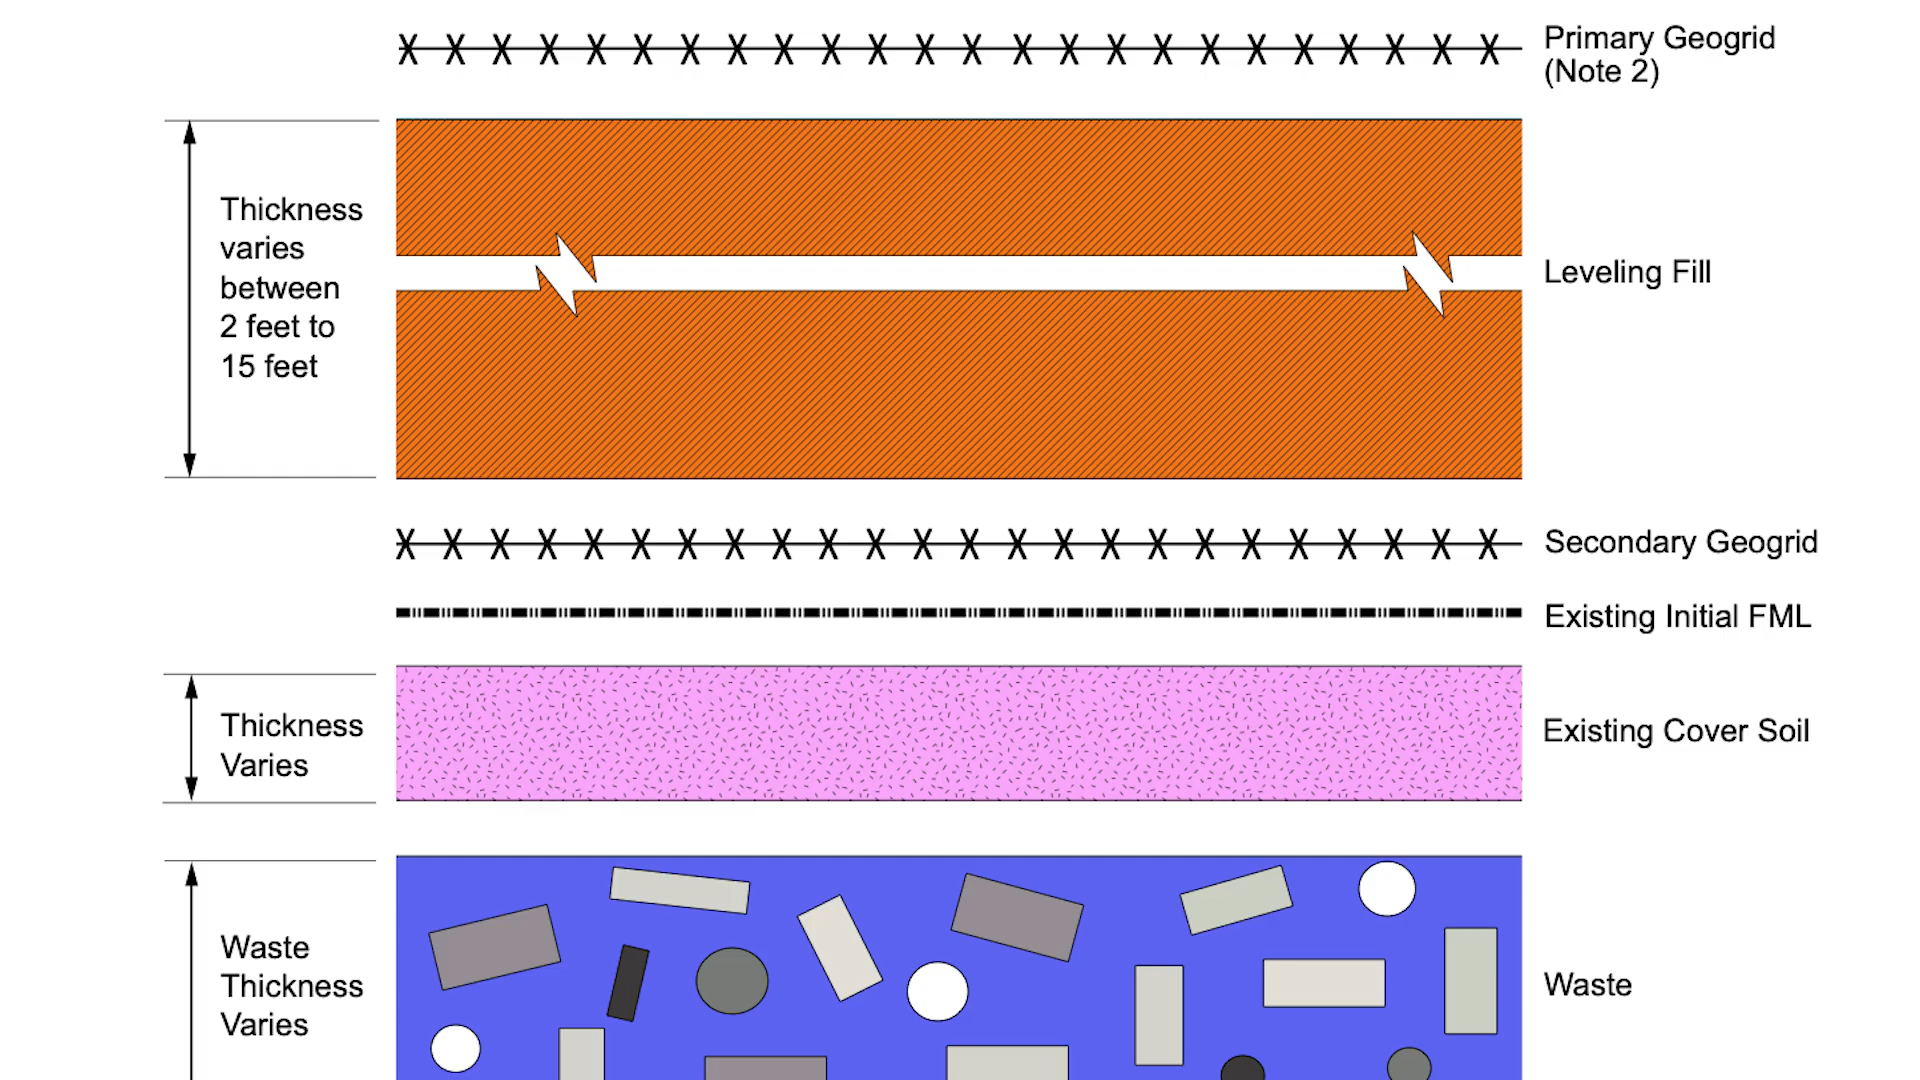 Primary Geogrid
(Note 2)
Thickness
varies
between
2 feet to
15 feet
Leveling Fill
Secondary Geogrid
Existing Initial FML
Thickness
Varies
Existing Cover Soil
Waste
Thickness
Varies
Waste